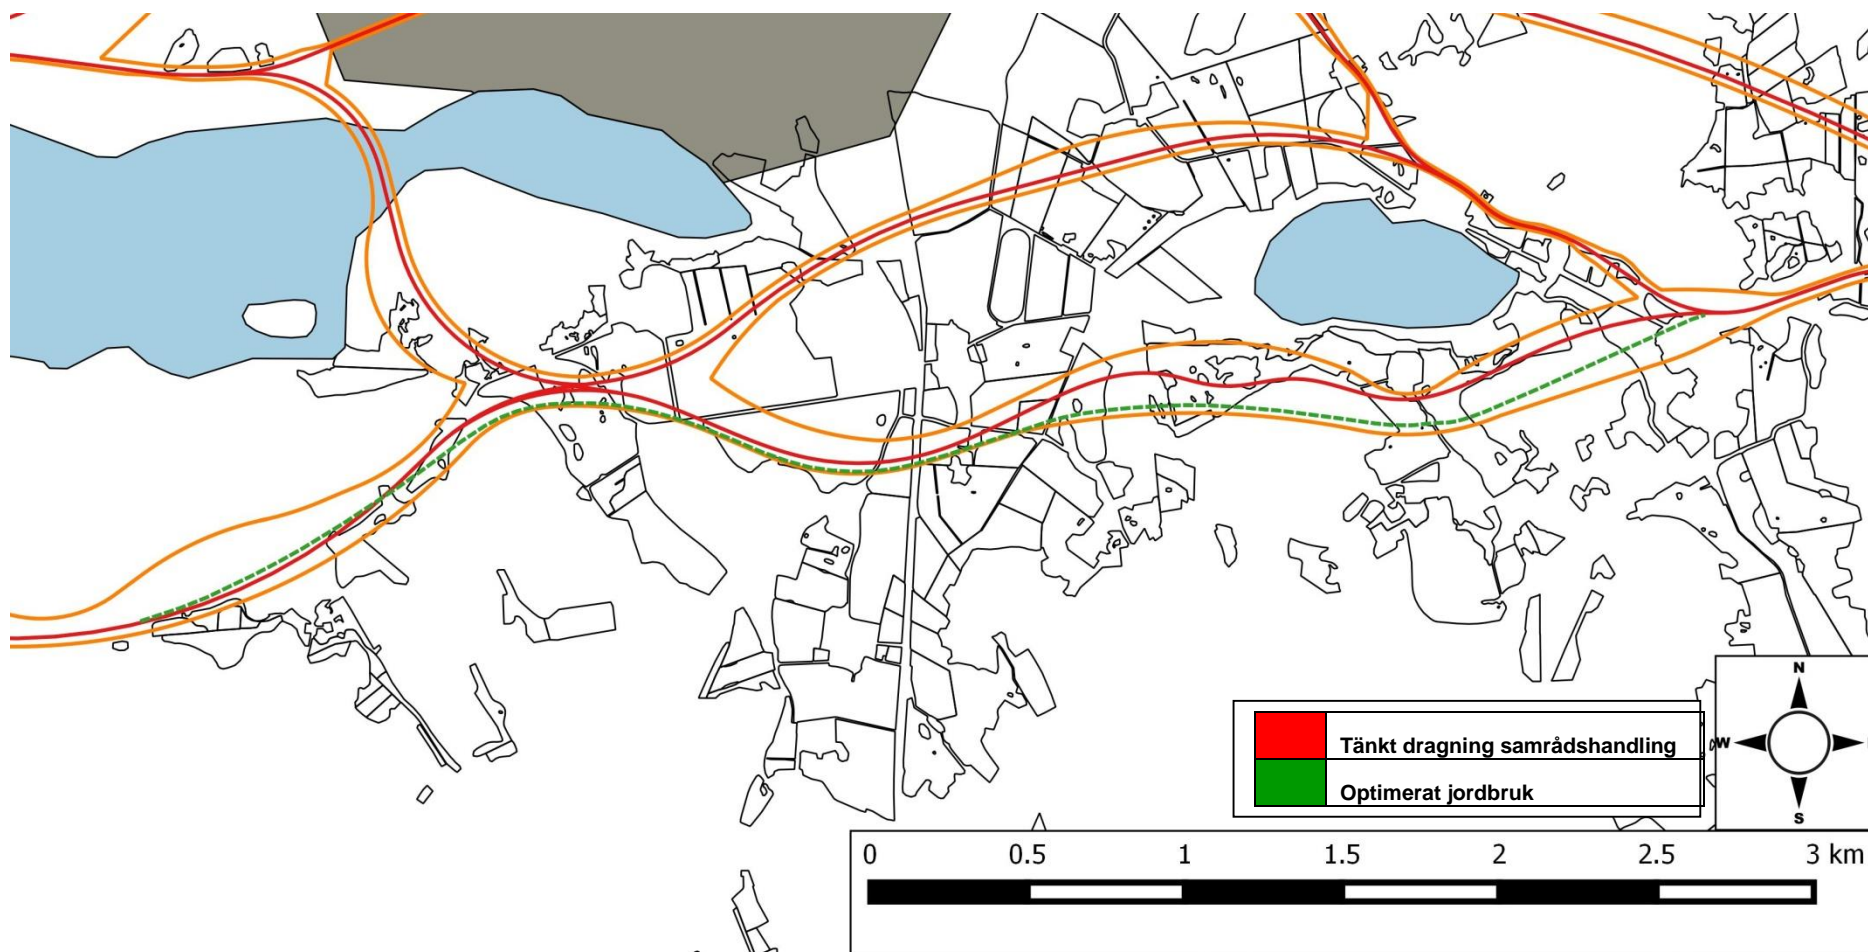 N
W
S
Tänkt dragning samrådshandling
Optimerat jordbruk
0 0.5 1 1.5 2 2.5 3 km